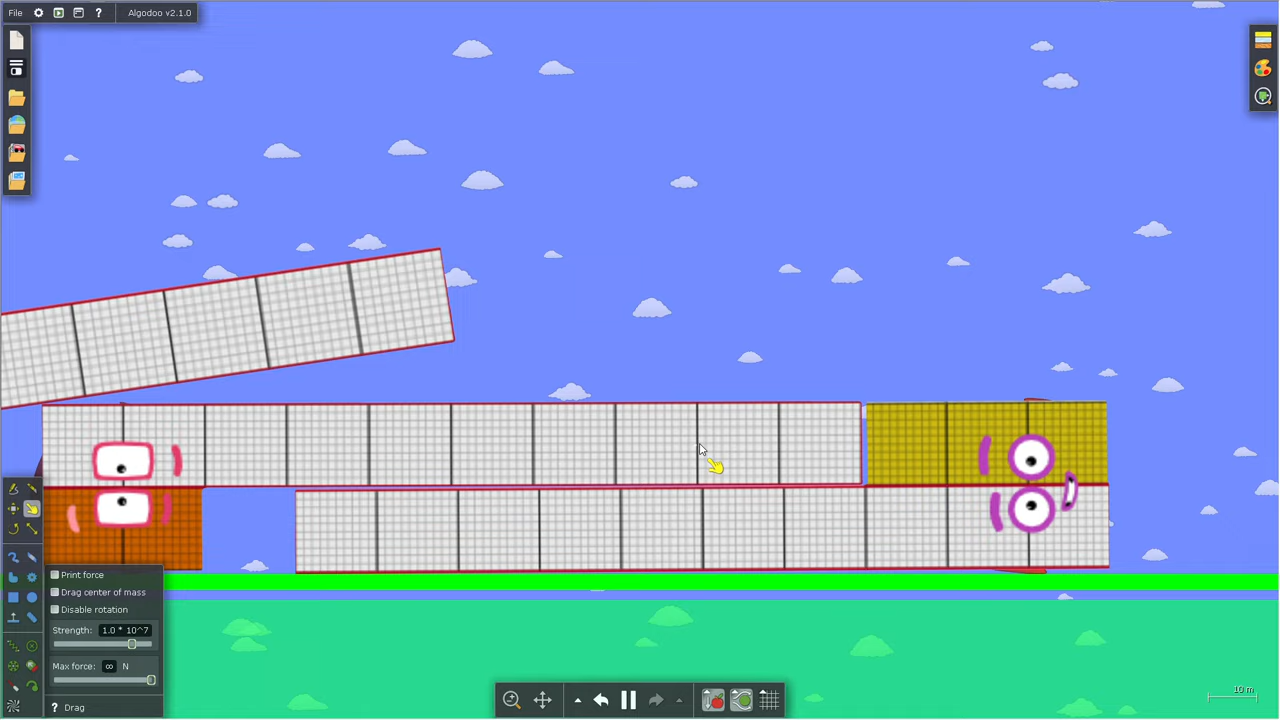 File ? Algodoo v2.1.0
Print force
Drag center of mass
Disable rotation
Strength: 1.0 * 10^7
Max force: ∞ N
? Drag
10 m